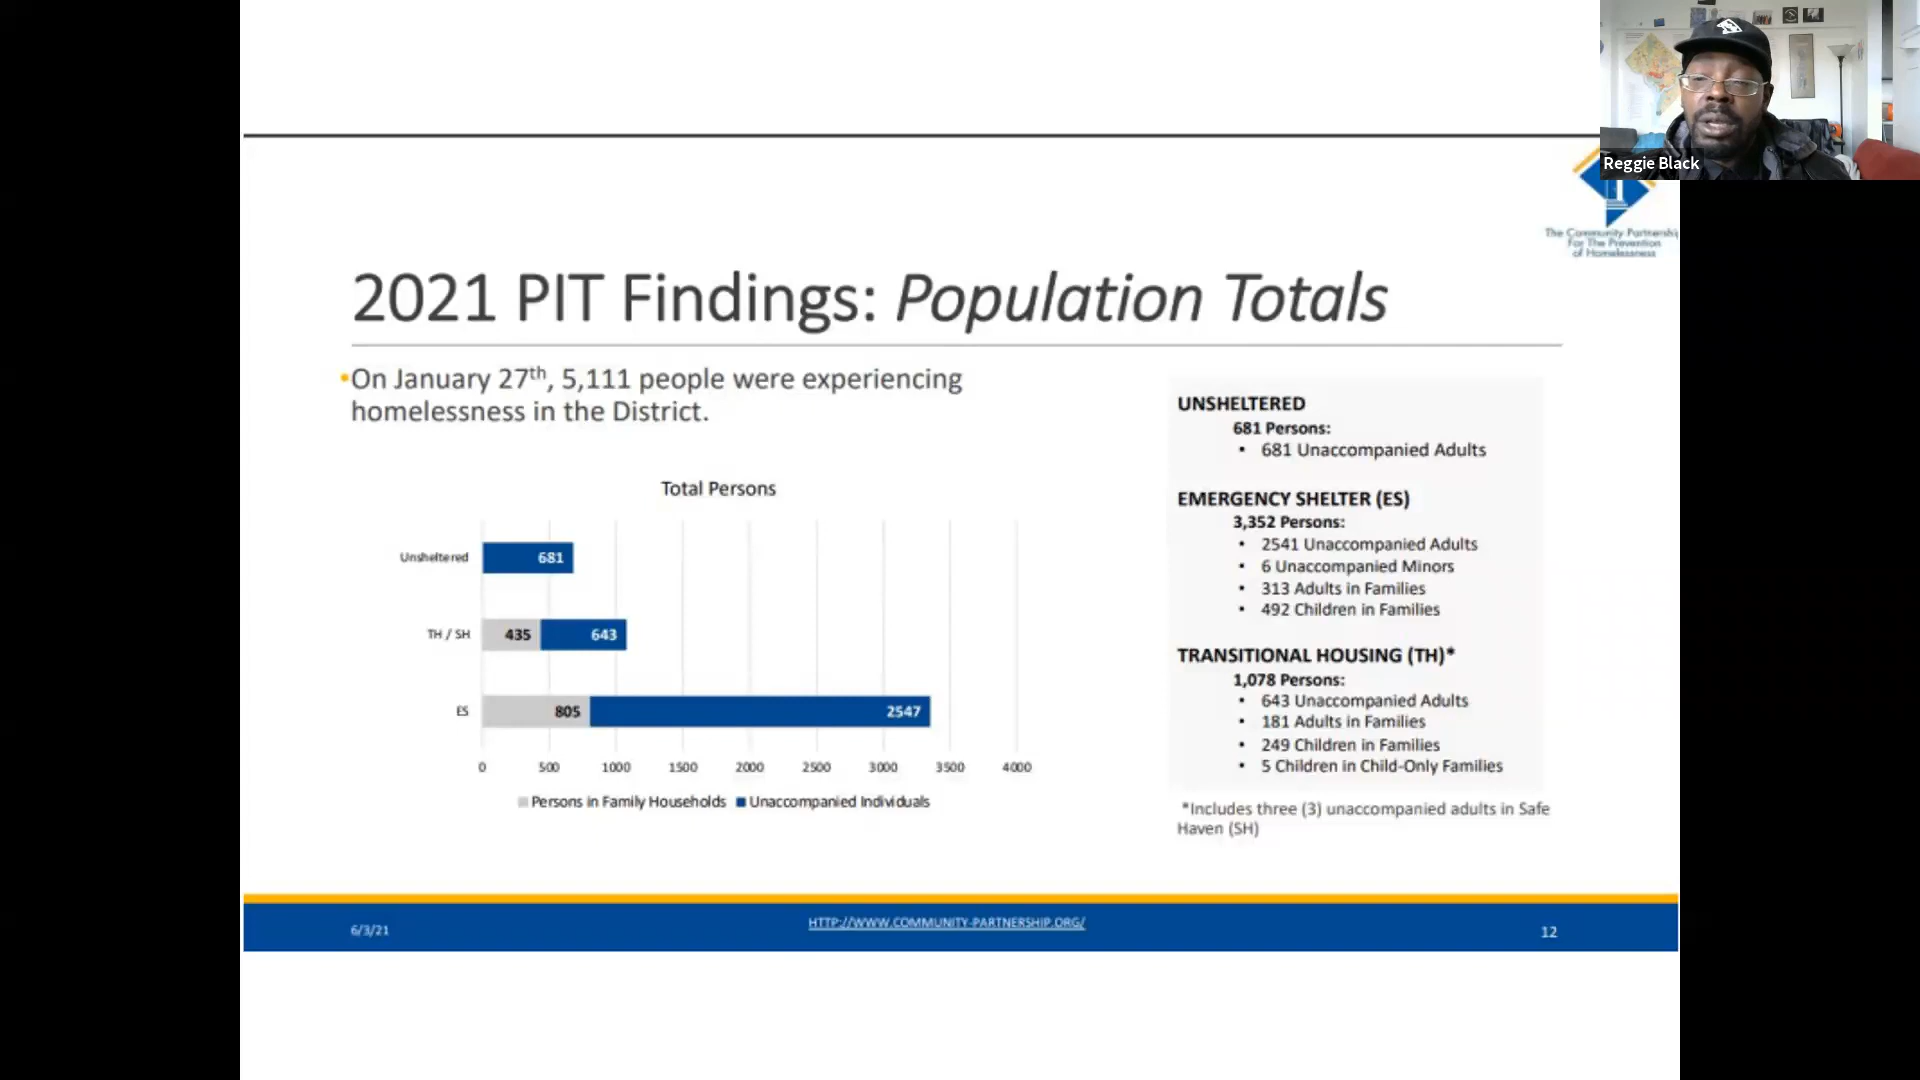 Reggie Black
The Community Partnership
For The Prevention
of Homelessness
2021 PIT Findings: Population Totals
•On January 27th, 5,111 people were experiencing
homelessness in the District.
Total Persons
Unsheltered
681
TH / SH
435
643
ES
805
2547
0 500 1000 1500 2000 2500 3000 3500 4000
Persons in Family Households Unaccompanied Individuals
UNSHELTERED
681 Persons:
• 681 Unaccompanied Adults
EMERGENCY SHELTER (ES)
3,352 Persons:
• 2541 Unaccompanied Adults
• 6 Unaccompanied Minors
• 313 Adults in Families
• 492 Children in Families
TRANSITIONAL HOUSING (TH)*
1,078 Persons:
• 643 Unaccompanied Adults
• 181 Adults in Families
• 249 Children in Families
• 5 Children in Child-Only Families
*Includes three (3) unaccompanied adults in Safe
Haven (SH)
6/3/21
HTTP://WWW.COMMUNITY-PARTNERSHIP.ORG/
12